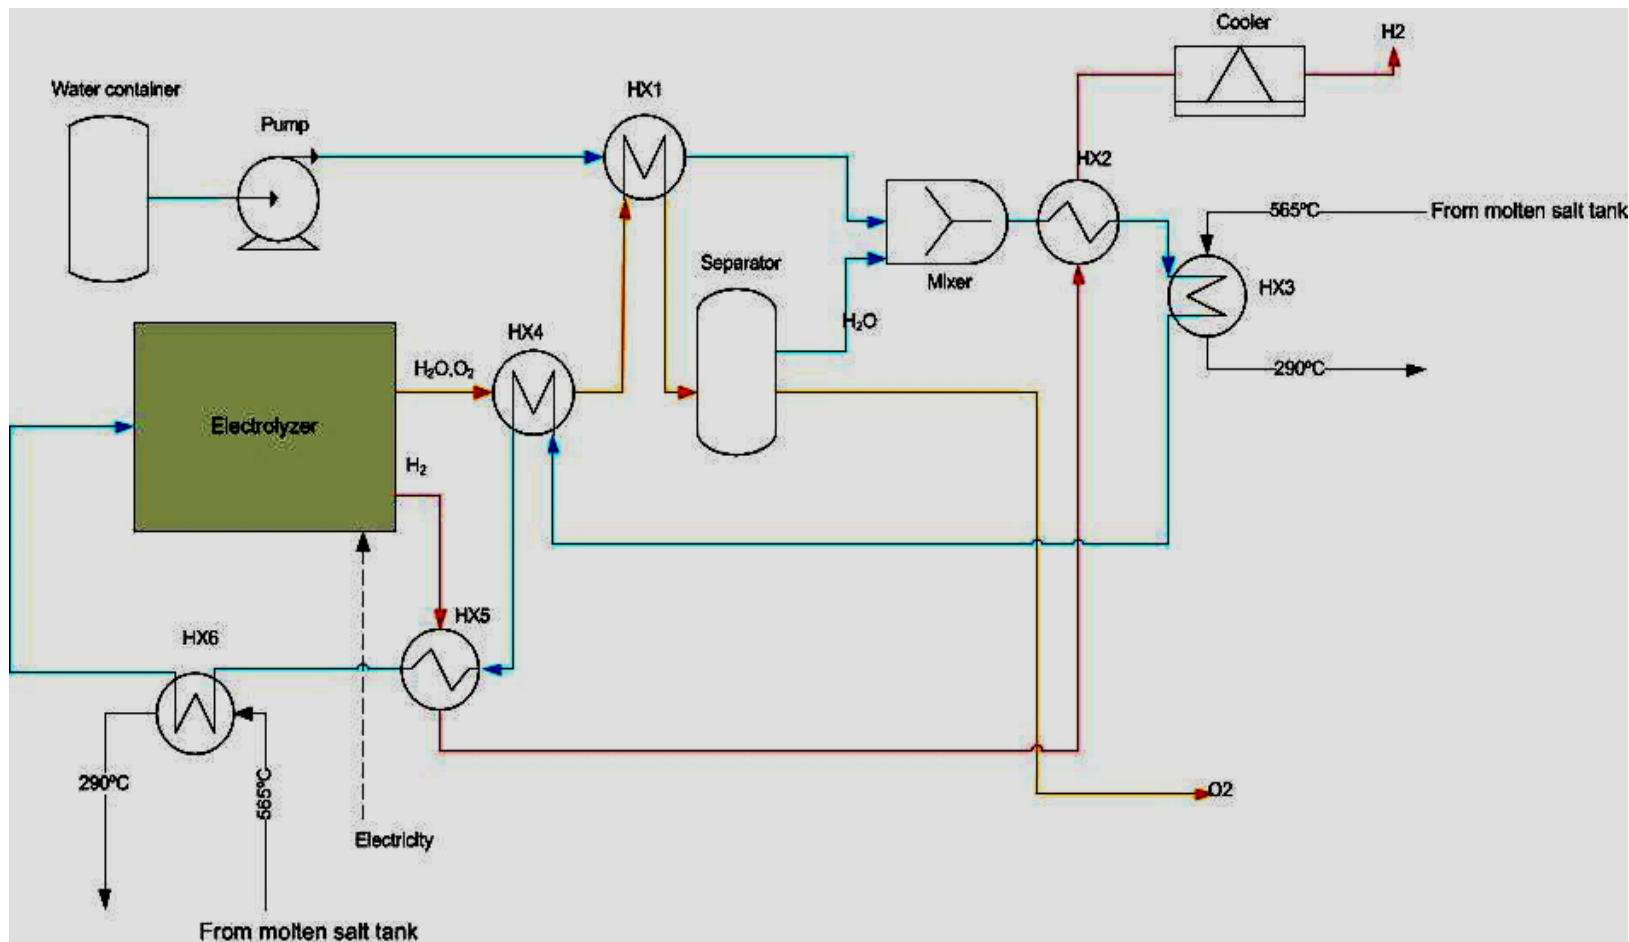 Cooler
H2
Water container
HX1
Pump
HX2
565ºC
From molten salt tank
Separator
Mixer
HX3
H₂O
HX4
H₂O,O₂
290ºC
Electrolyzer
H₂
HX5
HX6
290ºC
565ºC
O2
Electricity
From molten salt tank